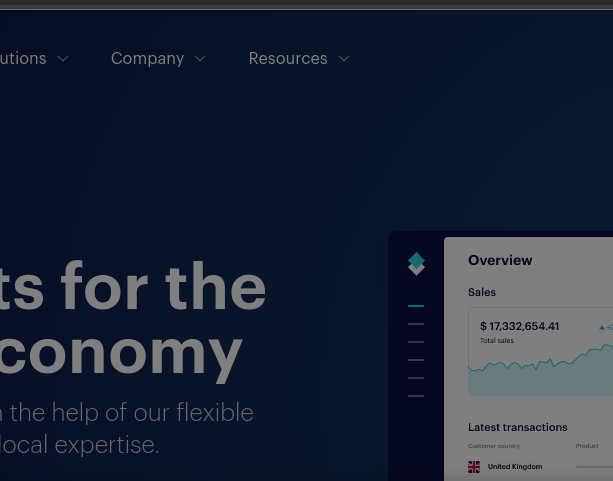 utions
Company
Resources
ts for the
conomy
the help of our flexible
local expertise.
Overview
Sales
$ 17,332,654.41
Total sales
Latest transactions
Customer country
Product
United Kingdom